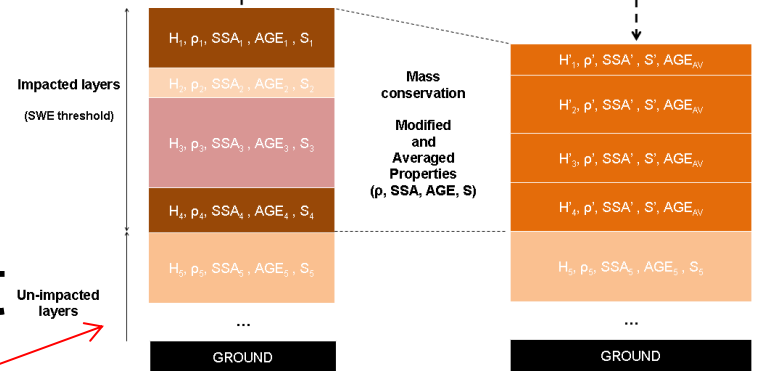 H1, ρ1, SSA1 , AGE1 , S1
H2, ρ2, SSA2 , AGE2 , S2
H3, ρ3, SSA3 , AGE3 , S3
H4, ρ4, SSA4 , AGE4 , S4
H5, ρ5, SSA5 , AGE5 , S5
...
GROUND
Impacted layers
(SWE threshold)
Un-impacted
layers
Mass
conservation
Modified
and
Averaged
Properties
(ρ, SSA, AGE, S)
H'1, ρ', SSA' , S', AGEAV
H'2, ρ', SSA' , S', AGEAV
H'3, ρ', SSA' , S', AGEAV
H'4, ρ', SSA' , S', AGEAV
H5, ρ5, SSA5 , AGE5 , S5
...
GROUND